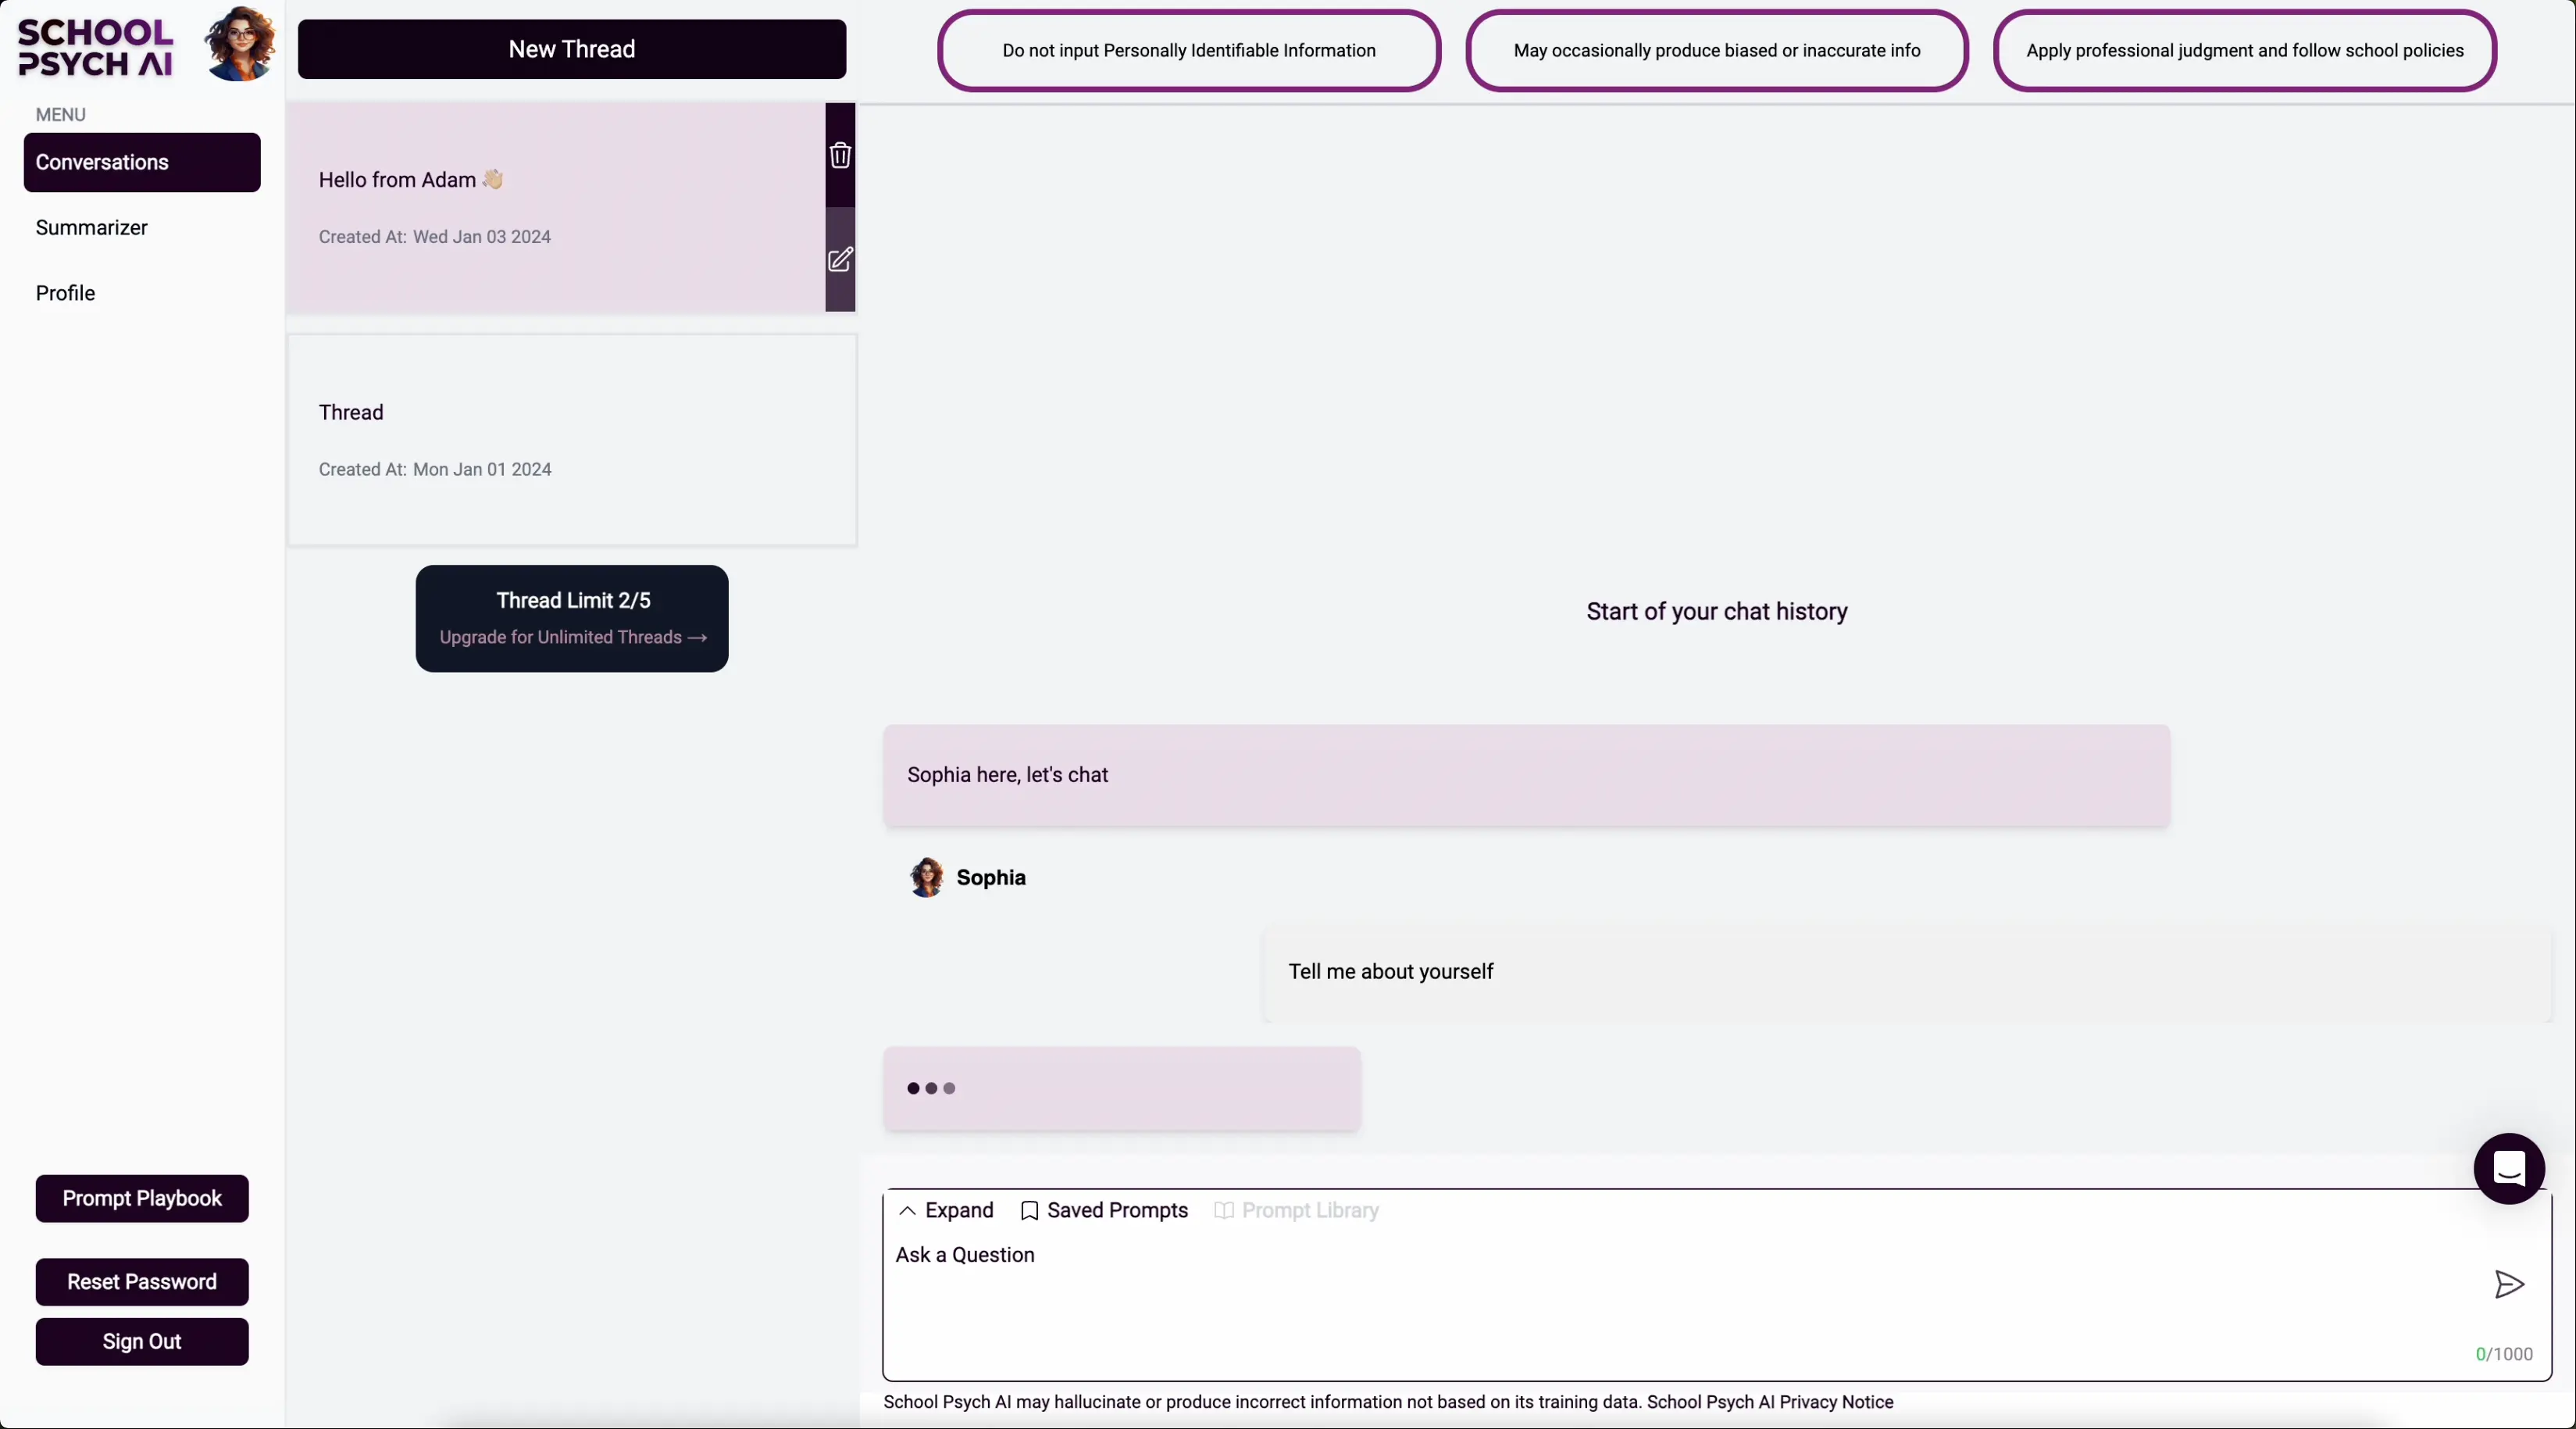 SCHOOL
PSYCH AI
MENU
Conversations
Summarizer
Profile
Prompt Playbook
Reset Password
Sign Out
New Thread
Hello from Adam 👋🏼
Created At: Wed Jan 03 2024
Thread
Created At: Mon Jan 01 2024
Thread Limit 2/5
Upgrade for Unlimited Threads →
Do not input Personally Identifiable Information
May occasionally produce biased or inaccurate info
Apply professional judgment and follow school policies
Start of your chat history
Sophia here, let's chat
Sophia
Tell me about yourself
Expand
Saved Prompts
Prompt Library
Ask a Question
0/1000
School Psych AI may hallucinate or produce incorrect information not based on its training data. School Psych AI Privacy Notice